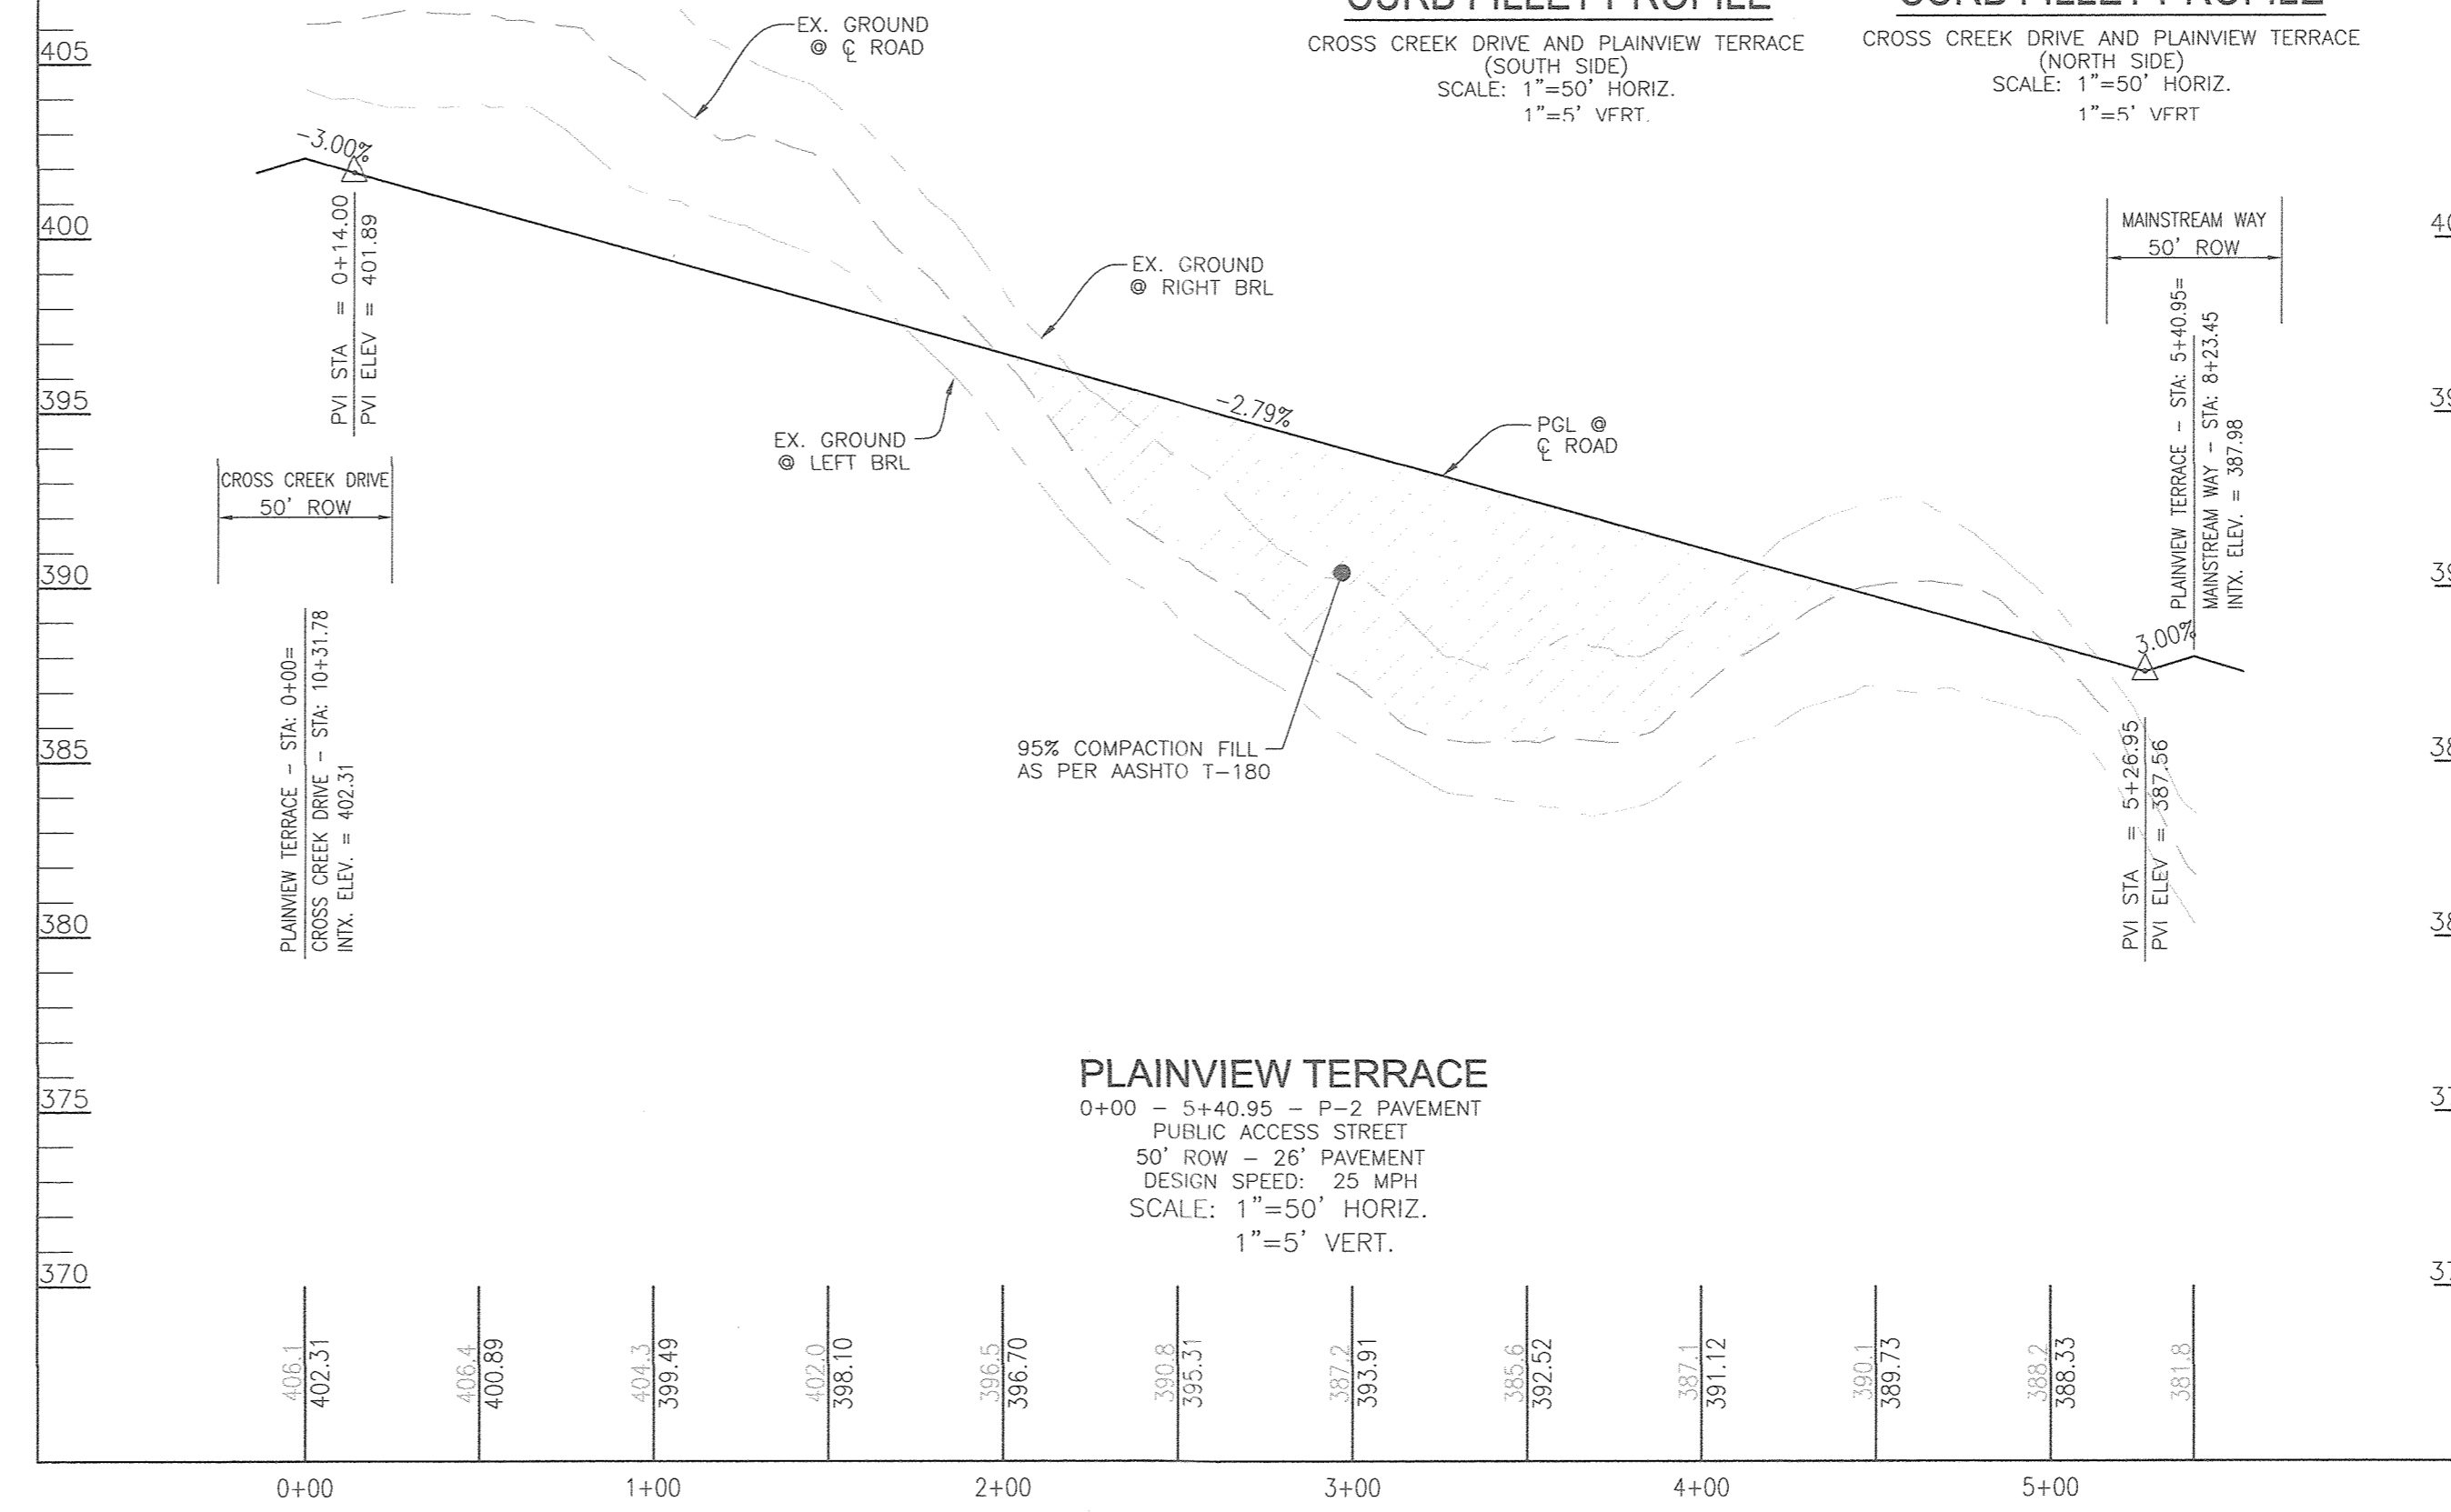 CROSS CREEK DRIVE AND PLAINVIEW TERRACE
(SOUTH SIDE)
SCALE: 1"=50' HORIZ.
1"=5' VERT.
CROSS CREEK DRIVE AND PLAINVIEW TERRACE
(NORTH SIDE)
SCALE: 1"=50' HORIZ.
1"=5' VERT
405
400
395
390
385
380
375
370
EX. GROUND
@ ℄ ROAD
-3.00%
PVI STA = 0+14.00
PVI ELEV = 401.89
EX. GROUND
@ RIGHT BRL
EX. GROUND
@ LEFT BRL
-2.79%
PGL @
℄ ROAD
CROSS CREEK DRIVE
50' ROW
PLAINVIEW TERRACE - STA: 0+00=
CROSS CREEK DRIVE - STA: 10+31.78
INTX. ELEV. = 402.31
MAINSTREAM WAY
50' ROW
PLAINVIEW TERRACE - STA: 5+40.95=
MAINSTREAM WAY - STA: 8+23.45
INTX. ELEV. = 387.98
3.00%
PVI STA = 5+26.95
PVI ELEV = 387.56
95% COMPACTION FILL
AS PER AASHTO T-180
PLAINVIEW TERRACE
0+00 - 5+40.95 - P-2 PAVEMENT
PUBLIC ACCESS STREET
50' ROW - 26' PAVEMENT
DESIGN SPEED: 25 MPH
SCALE: 1"=50' HORIZ.
1"=5' VERT.
406.1
402.31
406.4
400.89
404.3
399.49
402.0
398.10
396.5
396.70
390.8
395.31
387.2
393.91
385.6
392.52
387.1
391.12
390.1
389.73
388.2
388.33
381.8
0+00
1+00
2+00
3+00
4+00
5+00